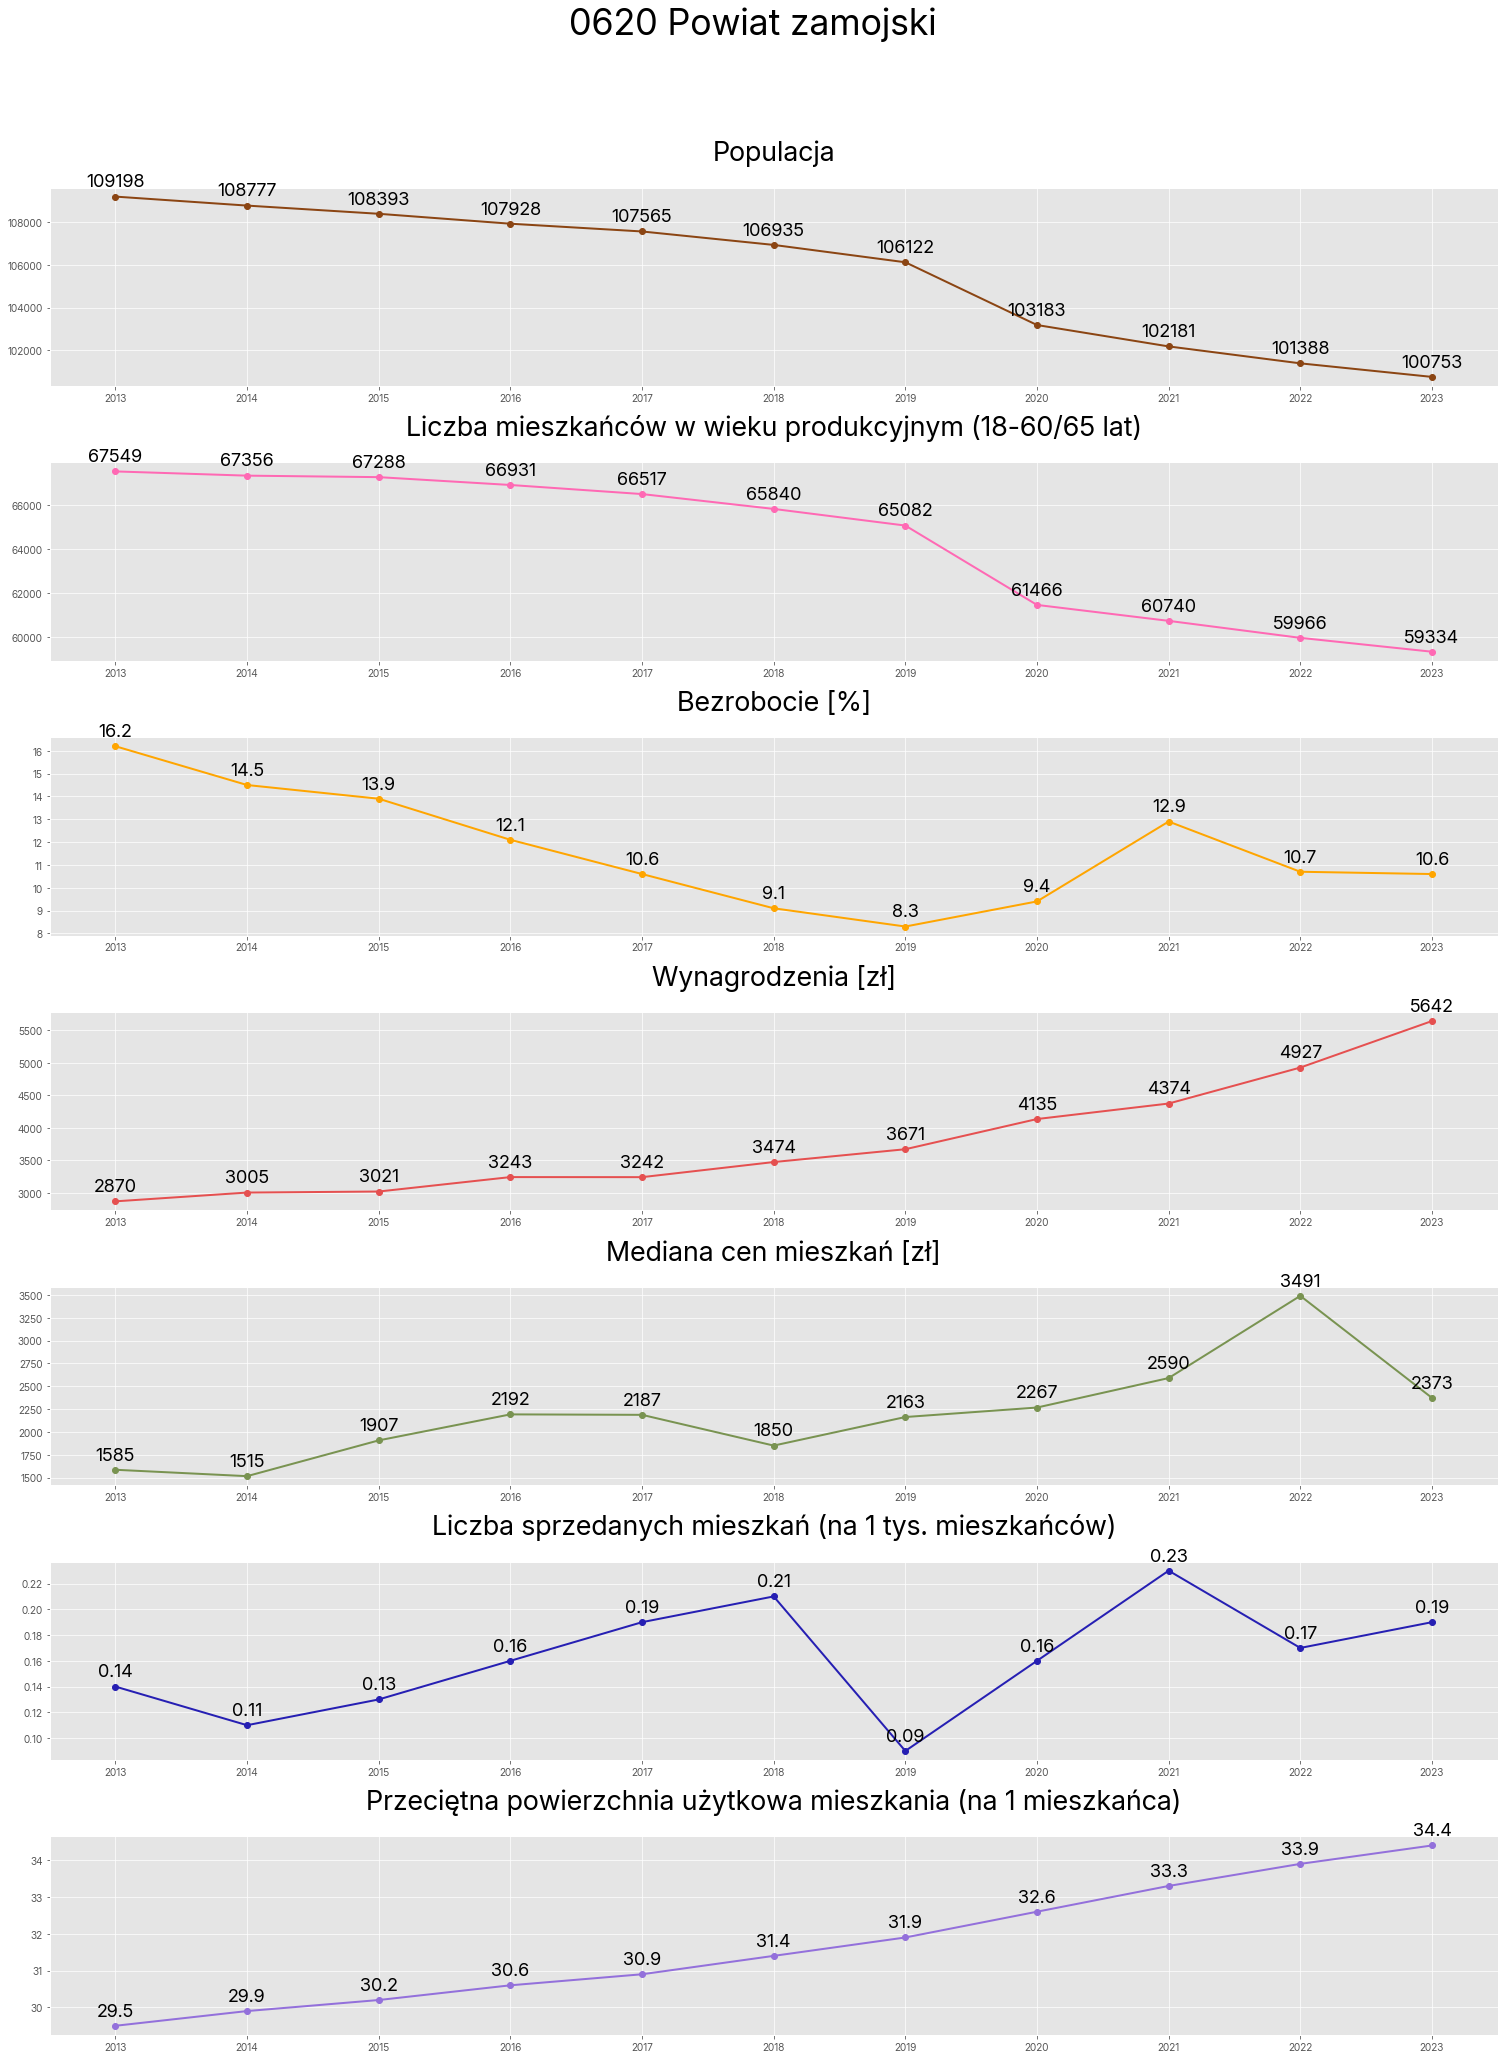 0620 Powiat zamojski
Populacja
109198 108777 108393 107928 107565 106935 106122 103183 102181 101388 100753
108000
106000
104000
102000
2013 2014 2015 2016 2017 2018 2019 2020 2021 2022 2023
Liczba mieszkańców w wieku produkcyjnym (18-60/65 lat)
67549 67356 67288 66931 66517 65840 65082 61466 60740 59966 59334
66000
64000
62000
60000
2013 2014 2015 2016 2017 2018 2019 2020 2021 2022 2023
Bezrobocie [%]
16.2 14.5 13.9 12.1 10.6 9.1 8.3 9.4 12.9 10.7 10.6
16
15
14
13
12
11
10
9
8
2013 2014 2015 2016 2017 2018 2019 2020 2021 2022 2023
Wynagrodzenia [zł]
2870 3005 3021 3243 3242 3474 3671 4135 4374 4927 5642
5500
5000
4500
4000
3500
3000
2013 2014 2015 2016 2017 2018 2019 2020 2021 2022 2023
Mediana cen mieszkań [zł]
1585 1515 1907 2192 2187 1850 2163 2267 2590 3491 2373
3500
3250
3000
2750
2500
2250
2000
1750
1500
2013 2014 2015 2016 2017 2018 2019 2020 2021 2022 2023
Liczba sprzedanych mieszkań (na 1 tys. mieszkańców)
0.14 0.11 0.13 0.16 0.19 0.21 0.09 0.16 0.23 0.17 0.19
0.22
0.20
0.18
0.16
0.14
0.12
0.10
2013 2014 2015 2016 2017 2018 2019 2020 2021 2022 2023
Przeciętna powierzchnia użytkowa mieszkania (na 1 mieszkańca)
29.5 29.9 30.2 30.6 30.9 31.4 31.9 32.6 33.3 33.9 34.4
34
33
32
31
30
2013 2014 2015 2016 2017 2018 2019 2020 2021 2022 2023